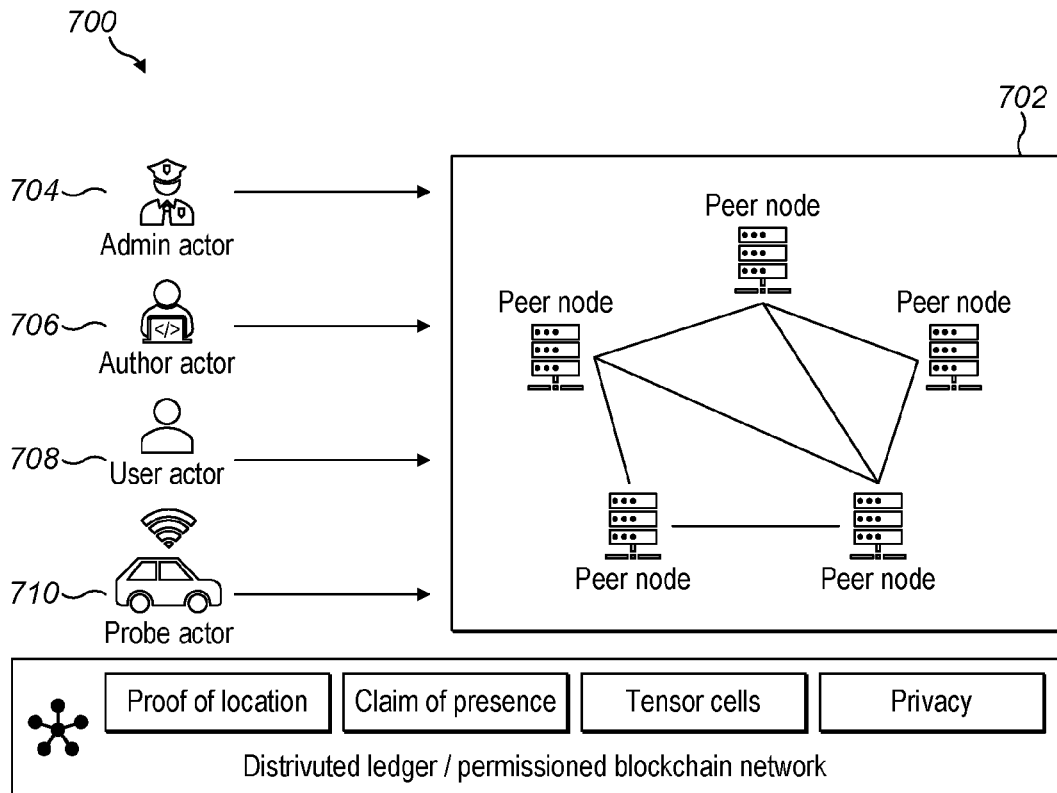 700
702
704
Admin actor
706
</>
Author actor
708
User actor
710
Probe actor
Peer node
Peer node
Peer node
Peer node
Peer node
Proof of location
Claim of presence
Tensor cells
Privacy
Distrivuted ledger / permissioned blockchain network